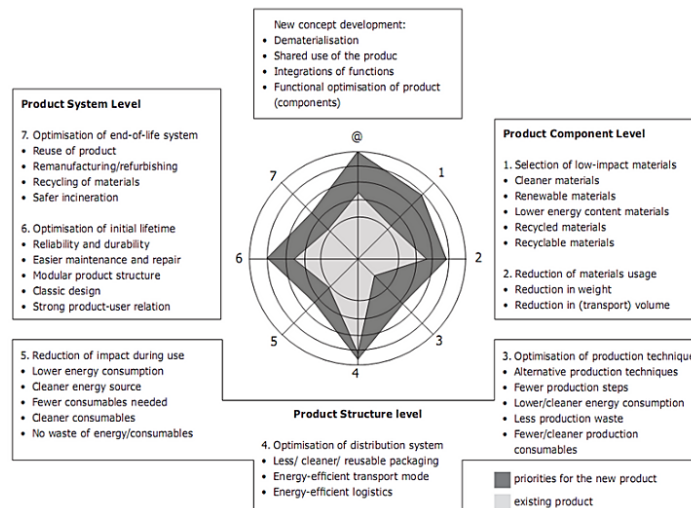 New concept development:
• Dematerialisation
• Shared use of the produc
• Integrations of functions
• Functional optimisation of product
(components)
Product System Level
7. Optimisation of end-of-life system
• Reuse of product
• Remanufacturing/refurbishing
• Recycling of materials
• Safer incineration
6. Optimisation of initial lifetime
• Reliability and durability
• Easier maintenance and repair
• Modular product structure
• Classic design
• Strong product-user relation
@
1
2
3
4
5
6
7
Product Component Level
1. Selection of low-impact materials
• Cleaner materials
• Renewable materials
• Lower energy content materials
• Recycled materials
• Recyclable materials
2. Reduction of materials usage
• Reduction in weight
• Reduction in (transport) volume
5. Reduction of impact during use
• Lower energy consumption
• Cleaner energy source
• Fewer consumables needed
• Cleaner consumables
• No waste of energy/consumables
Product Structure level
4. Optimisation of distribution system
• Less/ cleaner/ reusable packaging
• Energy-efficient transport mode
• Energy-efficient logistics
3. Optimisation of production technique
• Alternative production techniques
• Fewer production steps
• Lower/cleaner energy consumption
• Less production waste
• Fewer/cleaner production
consumables
priorities for the new product
existing product